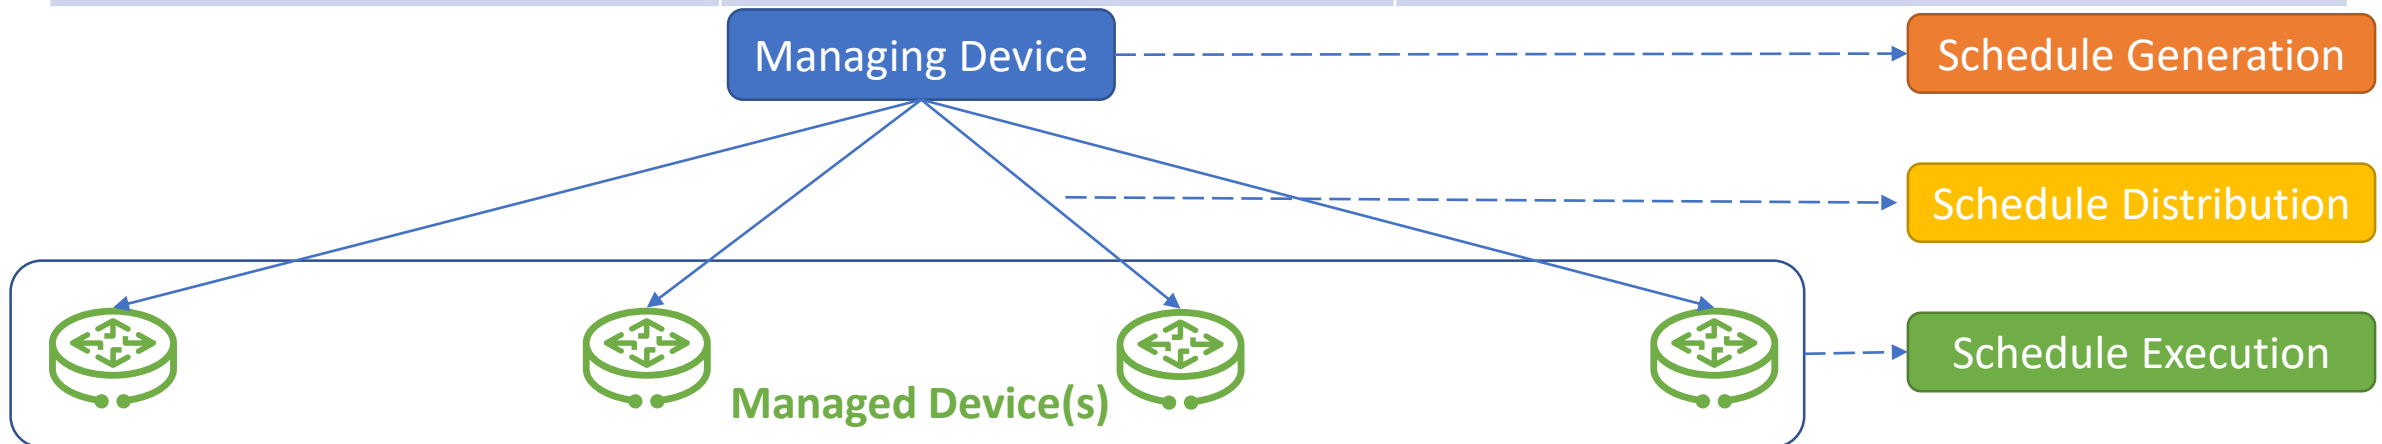 Managing Device
Schedule Generation
Schedule Distribution
Schedule Execution
Managed Device(s)